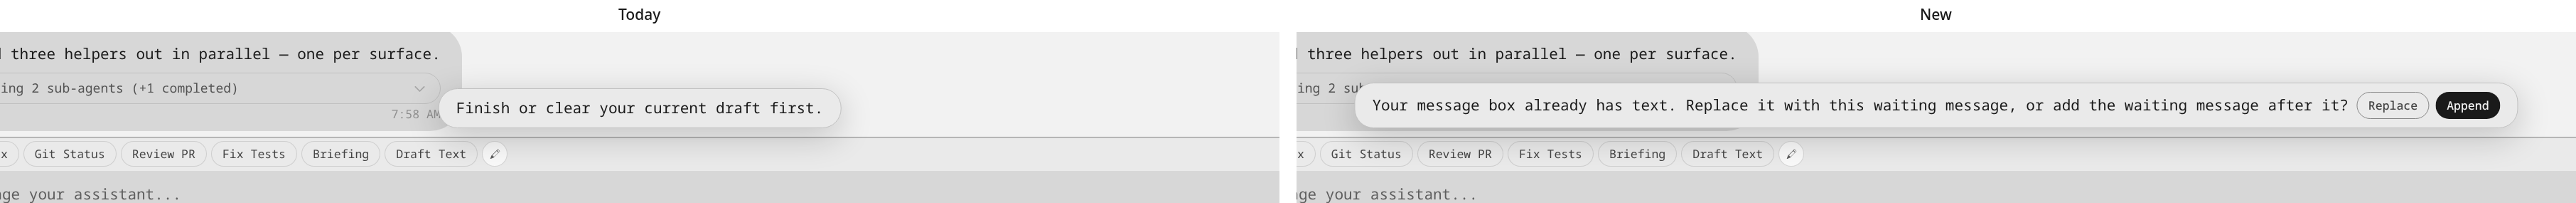 Today
three helpers out in parallel — one per surface.
ing 2 sub-agents (+1 completed)
7:58 AM
Finish or clear your current draft first.
x Git Status Review PR Fix Tests Briefing Draft Text
ge your assistant...
New
three helpers out in parallel — one per surface.
ing 2 sub
Your message box already has text. Replace it with this waiting message, or add the waiting message after it? Replace Append
x Git Status Review PR Fix Tests Briefing Draft Text
ge your assistant...